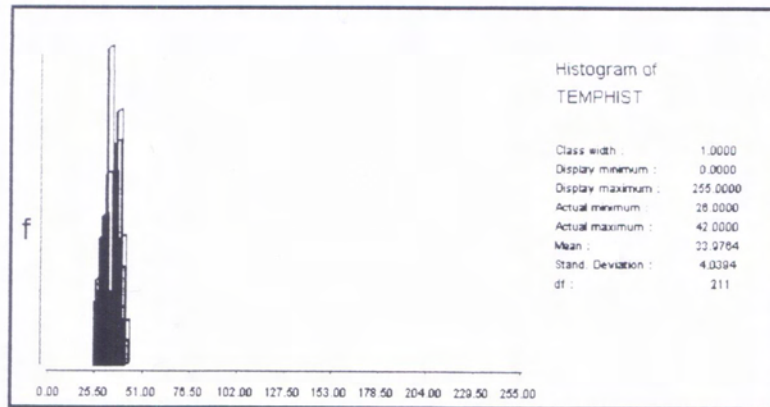 Histogram of
TEMPHIST
Class width : 1.0000
Display minimum : 0.0000
Display maximum : 255.0000
Actual minimum : 26.0000
Actual maximum : 42.0000
Mean : 33.9764
Stand. Deviation : 4.0394
df : 211
f
0.00 25.50 51.00 76.50 102.00 127.50 153.00 178.50 204.00 229.50 255.00